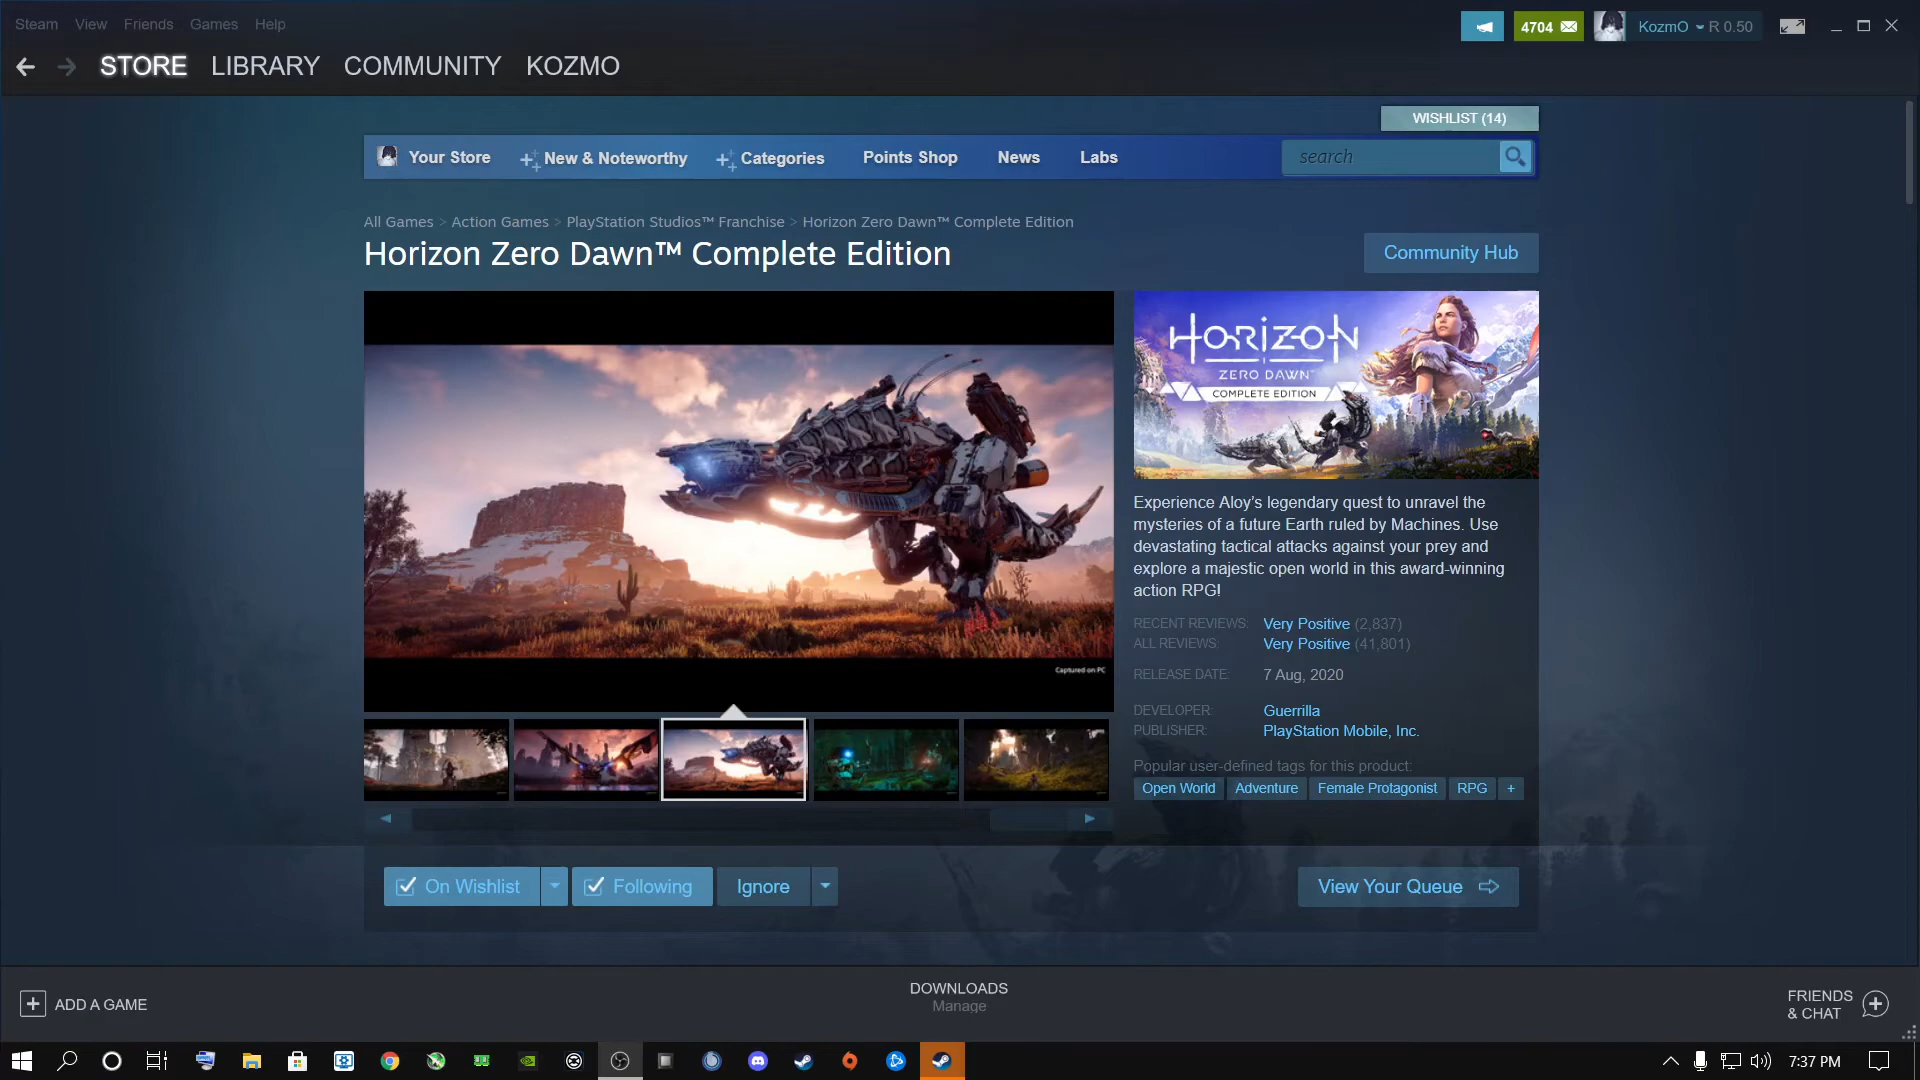 Steam View Friends Games Help
4704
KozmO R 0.50
STORE LIBRARY COMMUNITY KOZMO
WISHLIST (14)
Your Store New & Noteworthy Categories Points Shop News Labs
search
All Games > Action Games > PlayStation Studios™ Franchise > Horizon Zero Dawn™ Complete Edition
Horizon Zero Dawn™ Complete Edition
Community Hub
HORIZON
ZERO DAWN™
COMPLETE EDITION
Captured on PC
Experience Aloy's legendary quest to unravel the
mysteries of a future Earth ruled by Machines. Use
devastating tactical attacks against your prey and
explore a majestic open world in this award-winning
action RPG!
RECENT REVIEWS: Very Positive (2,837)
ALL REVIEWS: Very Positive (41,801)
RELEASE DATE: 7 Aug, 2020
DEVELOPER: Guerrilla
PUBLISHER: PlayStation Mobile, Inc.
Popular user-defined tags for this product:
Open World Adventure Female Protagonist RPG +
On Wishlist Following Ignore View Your Queue
ADD A GAME
DOWNLOADS
Manage
FRIENDS
& CHAT
7:37 PM